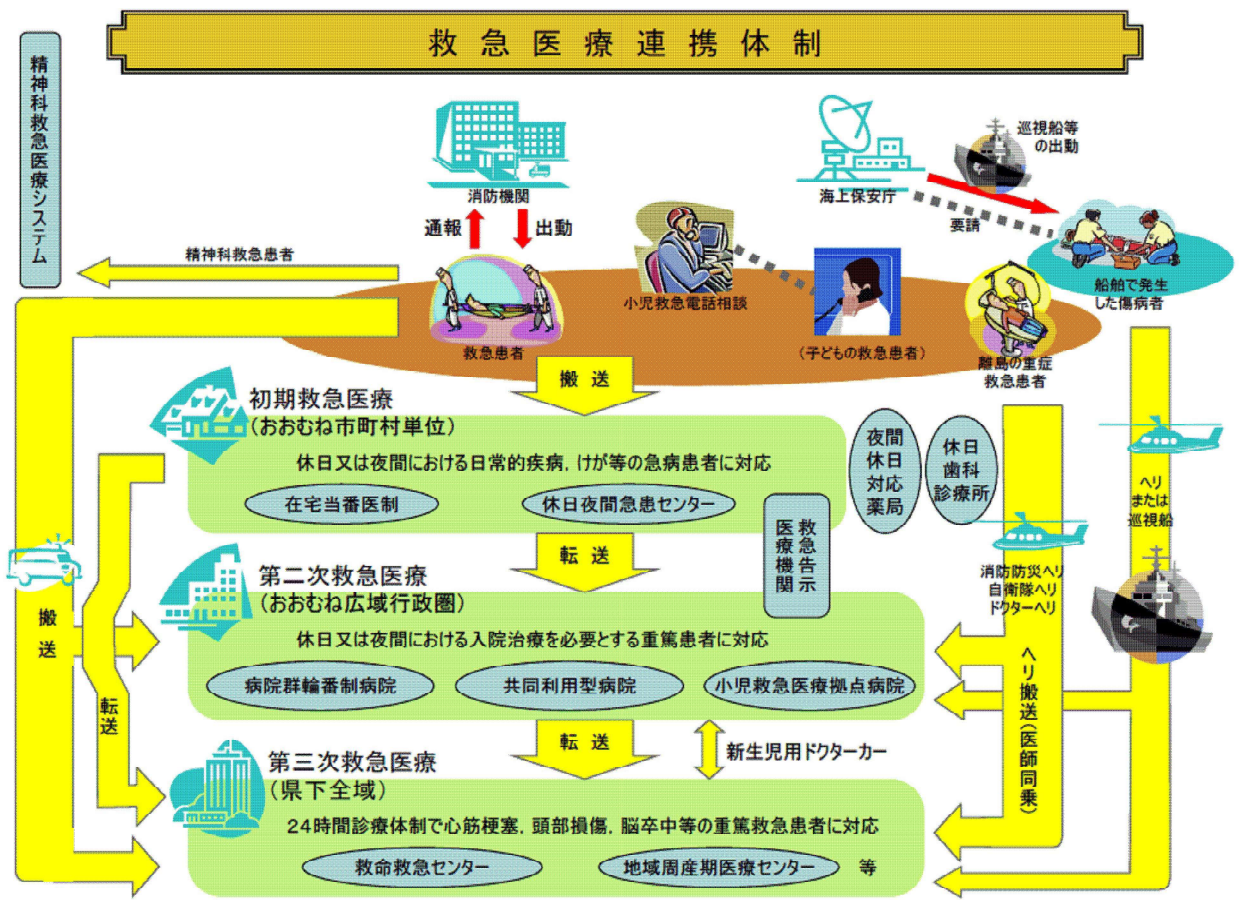 救急医療連携体制
精神科救急医療システム
消防機関
通報
出動
海上保安庁
巡視船等
の出動
要請
精神科救急患者
救急患者
小児救急電話相談
(子どもの救急患者)
離島の重症
救急患者
船舶で発生
した傷病者
搬送
初期救急医療
(おおむね市町村単位)
休日又は夜間における日常的疾病，けが等の急病患者に対応
在宅当番医制
休日夜間急患センター
夜間
休日
対応
薬局
休日
歯科
診療所
救急告示
医療機関
ヘリ
または
巡視船
転送
第二次救急医療
(おおむね広域行政圏)
休日又は夜間における入院治療を必要とする重篤患者に対応
病院群輪番制病院
共同利用型病院
小児救急医療拠点病院
消防防災ヘリ
自衛隊ヘリ
ドクターヘリ
ヘリ搬送(医師同乗)
搬送
転送
転送
新生児用ドクターカー
第三次救急医療
(県下全域)
24時間診療体制で心筋梗塞，頭部損傷，脳卒中等の重篤救急患者に対応
救命救急センター
地域周産期医療センター
等